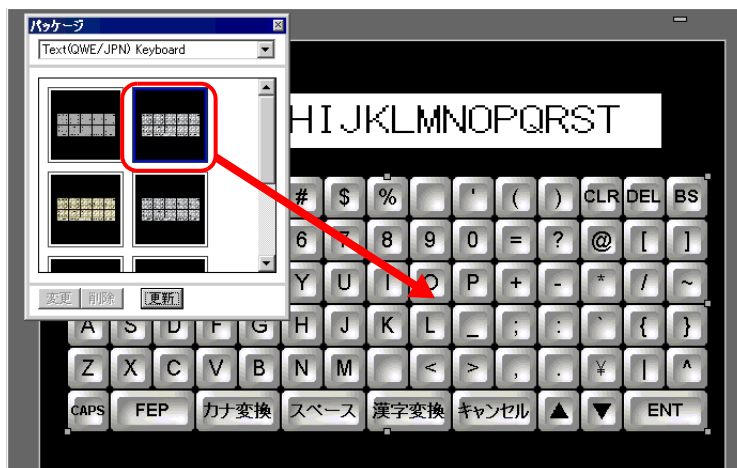 パッケージ
Text(QWE/JPN) Keyboard
変更 削除 更新
HIJKLMNOPQRST
# $ % ' ( ) CLR DEL BS
6 7 8 9 0 = ? @ [ ]
Y U I O P + - * / ~
A S D F G H J K L _ ; : ` { }
Z X C V B N M < > , . ¥ | ^
CAPS FEP カナ変換 スペース 漢字変換 キャンセル ▲ ▼ ENT